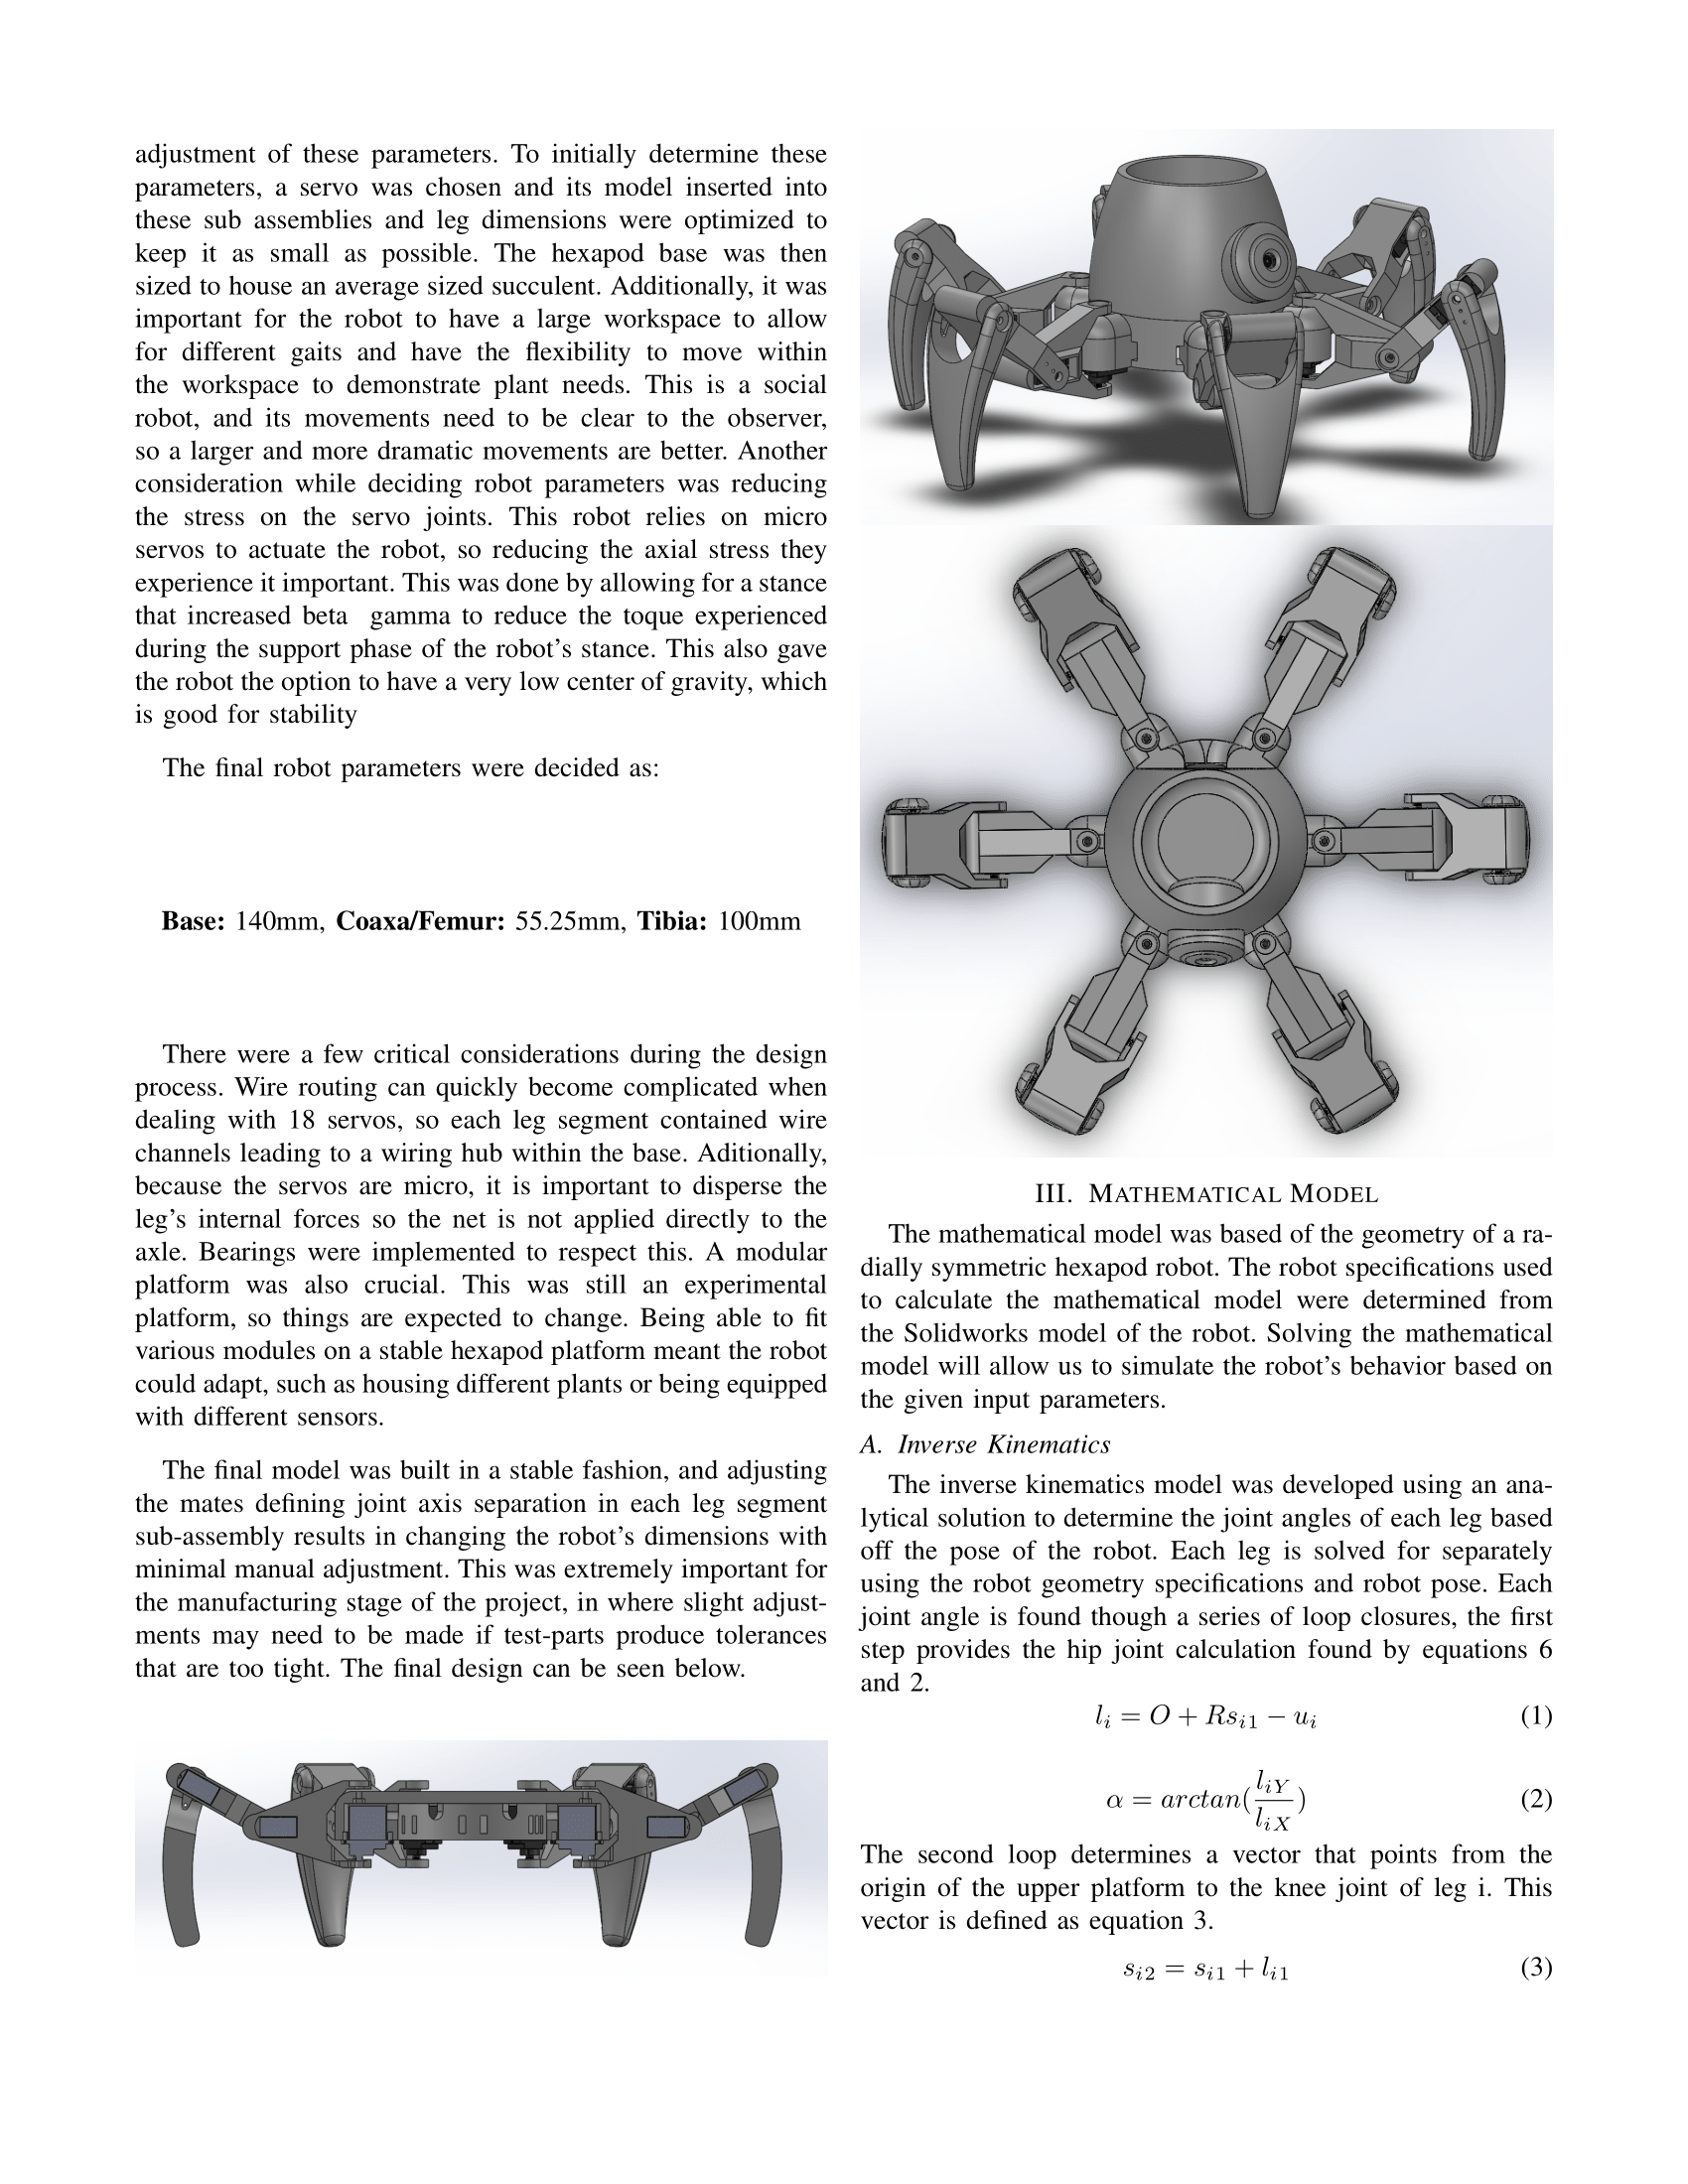 adjustment of these parameters. To initially determine these
parameters, a servo was chosen and its model inserted into
these sub assemblies and leg dimensions were optimized to
keep it as small as possible. The hexapod base was then
sized to house an average sized succulent. Additionally, it was
important for the robot to have a large workspace to allow
for different gaits and have the flexibility to move within
the workspace to demonstrate plant needs. This is a social
robot, and its movements need to be clear to the observer,
so a larger and more dramatic movements are better. Another
consideration while deciding robot parameters was reducing
the stress on the servo joints. This robot relies on micro
servos to actuate the robot, so reducing the axial stress they
experience it important. This was done by allowing for a stance
that increased beta gamma to reduce the toque experienced
during the support phase of the robot's stance. This also gave
the robot the option to have a very low center of gravity, which
is good for stability
The final robot parameters were decided as:
Base: 140mm, Coaxa/Femur: 55.25mm, Tibia: 100mm
There were a few critical considerations during the design
process. Wire routing can quickly become complicated when
dealing with 18 servos, so each leg segment contained wire
channels leading to a wiring hub within the base. Aditionally,
because the servos are micro, it is important to disperse the
leg's internal forces so the net is not applied directly to the
axle. Bearings were implemented to respect this. A modular
platform was also crucial. This was still an experimental
platform, so things are expected to change. Being able to fit
various modules on a stable hexapod platform meant the robot
could adapt, such as housing different plants or being equipped
with different sensors.
The final model was built in a stable fashion, and adjusting
the mates defining joint axis separation in each leg segment
sub-assembly results in changing the robot's dimensions with
minimal manual adjustment. This was extremely important for
the manufacturing stage of the project, in where slight adjust-
ments may need to be made if test-parts produce tolerances
that are too tight. The final design can be seen below.
III. MATHEMATICAL MODEL
The mathematical model was based of the geometry of a ra-
dially symmetric hexapod robot. The robot specifications used
to calculate the mathematical model were determined from
the Solidworks model of the robot. Solving the mathematical
model will allow us to simulate the robot's behavior based on
the given input parameters.
A. Inverse Kinematics
The inverse kinematics model was developed using an ana-
lytical solution to determine the joint angles of each leg based
off the pose of the robot. Each leg is solved for separately
using the robot geometry specifications and robot pose. Each
joint angle is found though a series of loop closures, the first
step provides the hip joint calculation found by equations 6
and 2.
l_i = O + Rs_{i1} − u_i (1)
α = arctan(l_{iY}/l_{iX}) (2)
The second loop determines a vector that points from the
origin of the upper platform to the knee joint of leg i. This
vector is defined as equation 3.
s_{i2} = s_{i1} + l_{i1} (3)